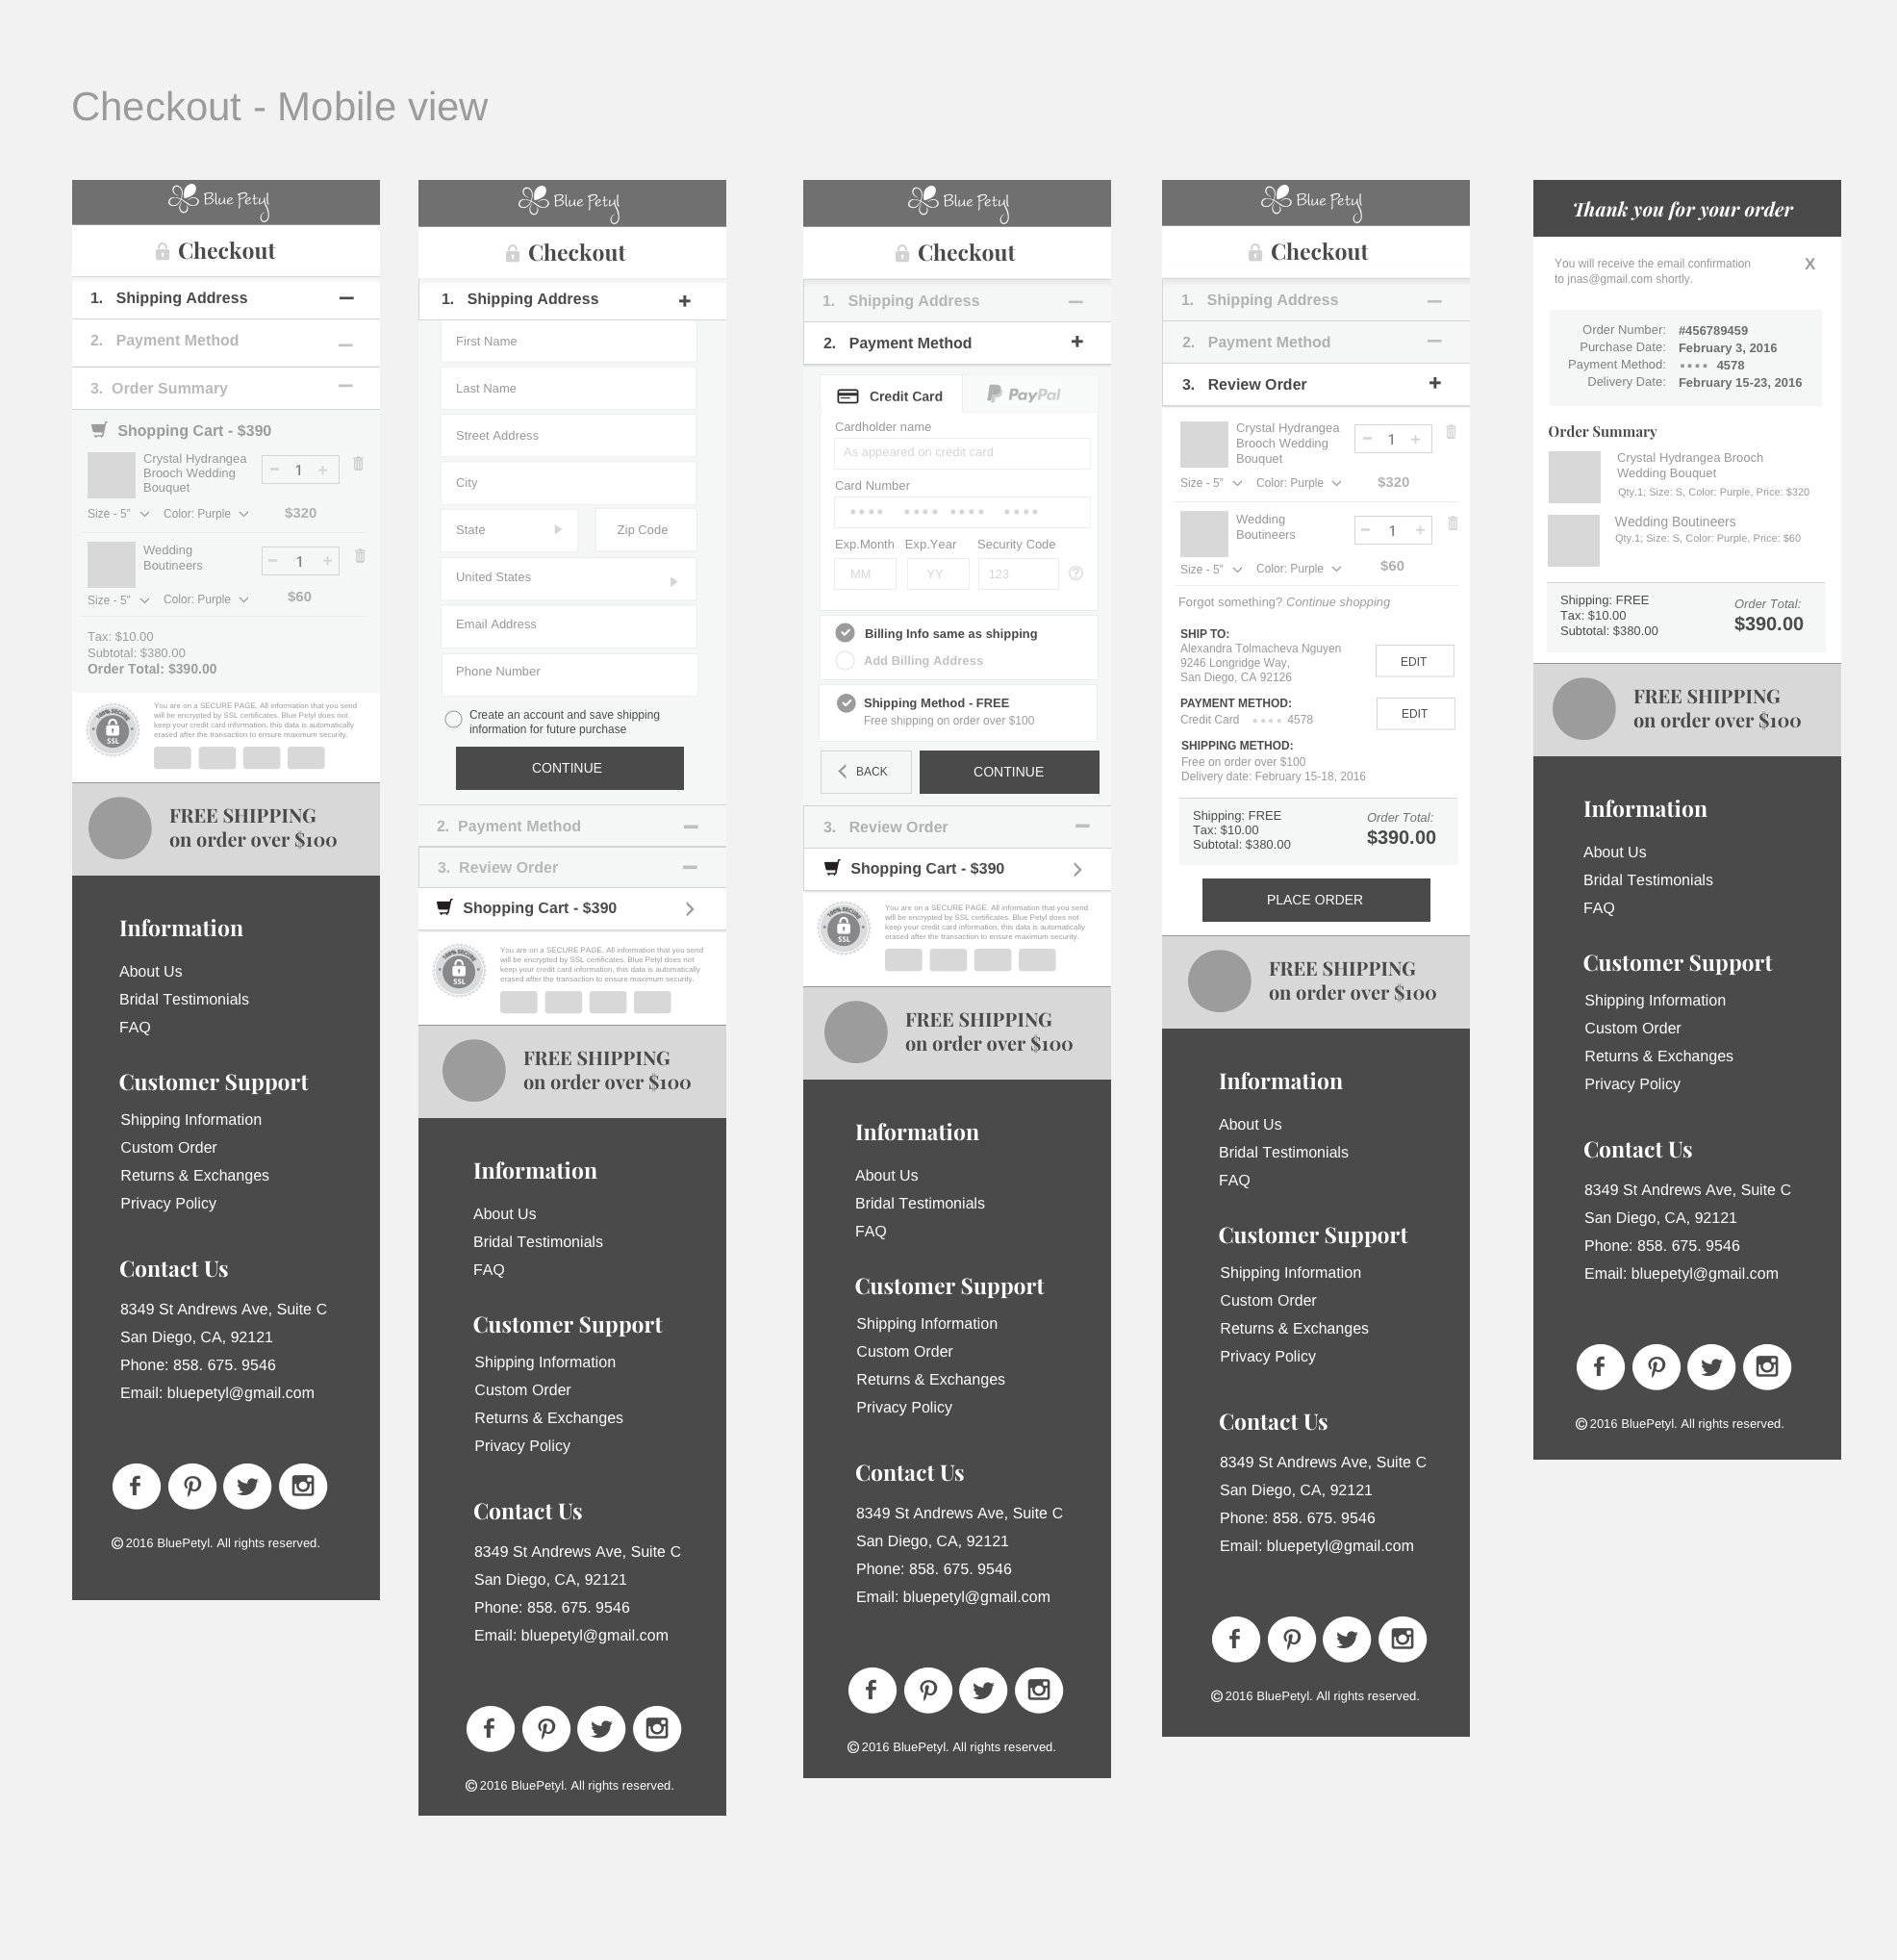 Checkout - Mobile view
Blue Petyl
Checkout
1. Shipping Address
2. Payment Method
3. Order Summary
Shopping Cart - $390
Crystal Hydrangea
Brooch Wedding
Bouquet
1
Size - 5"
Color: Purple
$320
Wedding
Boutineers
1
Size - 5"
Color: Purple
$60
Tax: $10.00
Subtotal: $380.00
Order Total: $390.00
100% SECURE
SSL
You are on a SECURE PAGE. All information that you send
will be encrypted by SSL certificates. Blue Petyl does not
keep your credit card information, this data is automatically
erased after the transaction to ensure maximum security.
FREE SHIPPING
on order over $100
Information
About Us
Bridal Testimonials
FAQ
Customer Support
Shipping Information
Custom Order
Returns & Exchanges
Privacy Policy
Contact Us
8349 St Andrews Ave, Suite C
San Diego, CA, 92121
Phone: 858. 675. 9546
Email: bluepetyl@gmail.com
© 2016 BluePetyl. All rights reserved.
Blue Petyl
Checkout
1. Shipping Address
First Name
Last Name
Street Address
City
State
Zip Code
United States
Email Address
Phone Number
Create an account and save shipping
information for future purchase
CONTINUE
2. Payment Method
3. Review Order
Shopping Cart - $390
100% SECURE
SSL
You are on a SECURE PAGE. All information that you send
will be encrypted by SSL certificates. Blue Petyl does not
keep your credit card information, this data is automatically
erased after the transaction to ensure maximum security.
FREE SHIPPING
on order over $100
Information
About Us
Bridal Testimonials
FAQ
Customer Support
Shipping Information
Custom Order
Returns & Exchanges
Privacy Policy
Contact Us
8349 St Andrews Ave, Suite C
San Diego, CA, 92121
Phone: 858. 675. 9546
Email: bluepetyl@gmail.com
© 2016 BluePetyl. All rights reserved.
Blue Petyl
Checkout
1. Shipping Address
2. Payment Method
Credit Card
PayPal
Cardholder name
As appeared on credit card
Card Number
Exp.Month Exp.Year Security Code
MM
YY
123
?
Billing Info same as shipping
Add Billing Address
Shipping Method - FREE
Free shipping on order over $100
BACK
CONTINUE
3. Review Order
Shopping Cart - $390
100% SECURE
SSL
You are on a SECURE PAGE. All information that you send
will be encrypted by SSL certificates. Blue Petyl does not
keep your credit card information, this data is automatically
erased after the transaction to ensure maximum security.
FREE SHIPPING
on order over $100
Information
About Us
Bridal Testimonials
FAQ
Customer Support
Shipping Information
Custom Order
Returns & Exchanges
Privacy Policy
Contact Us
8349 St Andrews Ave, Suite C
San Diego, CA, 92121
Phone: 858. 675. 9546
Email: bluepetyl@gmail.com
© 2016 BluePetyl. All rights reserved.
Blue Petyl
Checkout
1. Shipping Address
2. Payment Method
3. Review Order
Crystal Hydrangea
Brooch Wedding
Bouquet
1
Size - 5"
Color: Purple
$320
Wedding
Boutineers
1
Size - 5"
Color: Purple
$60
Forgot something? Continue shopping
SHIP TO:
Alexandra Tolmacheva Nguyen
9246 Longridge Way,
San Diego, CA 92126
EDIT
PAYMENT METHOD:
Credit Card •••• 4578
EDIT
SHIPPING METHOD:
Free on order over $100
Delivery date: February 15-18, 2016
Shipping: FREE
Tax: $10.00
Subtotal: $380.00
Order Total:
$390.00
PLACE ORDER
FREE SHIPPING
on order over $100
Information
About Us
Bridal Testimonials
FAQ
Customer Support
Shipping Information
Custom Order
Returns & Exchanges
Privacy Policy
Contact Us
8349 St Andrews Ave, Suite C
San Diego, CA, 92121
Phone: 858. 675. 9546
Email: bluepetyl@gmail.com
© 2016 BluePetyl. All rights reserved.
Thank you for your order
You will receive the email confirmation
to jnas@gmail.com shortly.
X
Order Number: #456789459
Purchase Date: February 3, 2016
Payment Method: •••• 4578
Delivery Date: February 15-23, 2016
Order Summary
Crystal Hydrangea Brooch
Wedding Bouquet
Qty.1; Size: S, Color: Purple, Price: $320
Wedding Boutineers
Qty.1; Size: S, Color: Purple, Price: $60
Shipping: FREE
Tax: $10.00
Subtotal: $380.00
Order Total:
$390.00
FREE SHIPPING
on order over $100
Information
About Us
Bridal Testimonials
FAQ
Customer Support
Shipping Information
Custom Order
Returns & Exchanges
Privacy Policy
Contact Us
8349 St Andrews Ave, Suite C
San Diego, CA, 92121
Phone: 858. 675. 9546
Email: bluepetyl@gmail.com
© 2016 BluePetyl. All rights reserved.